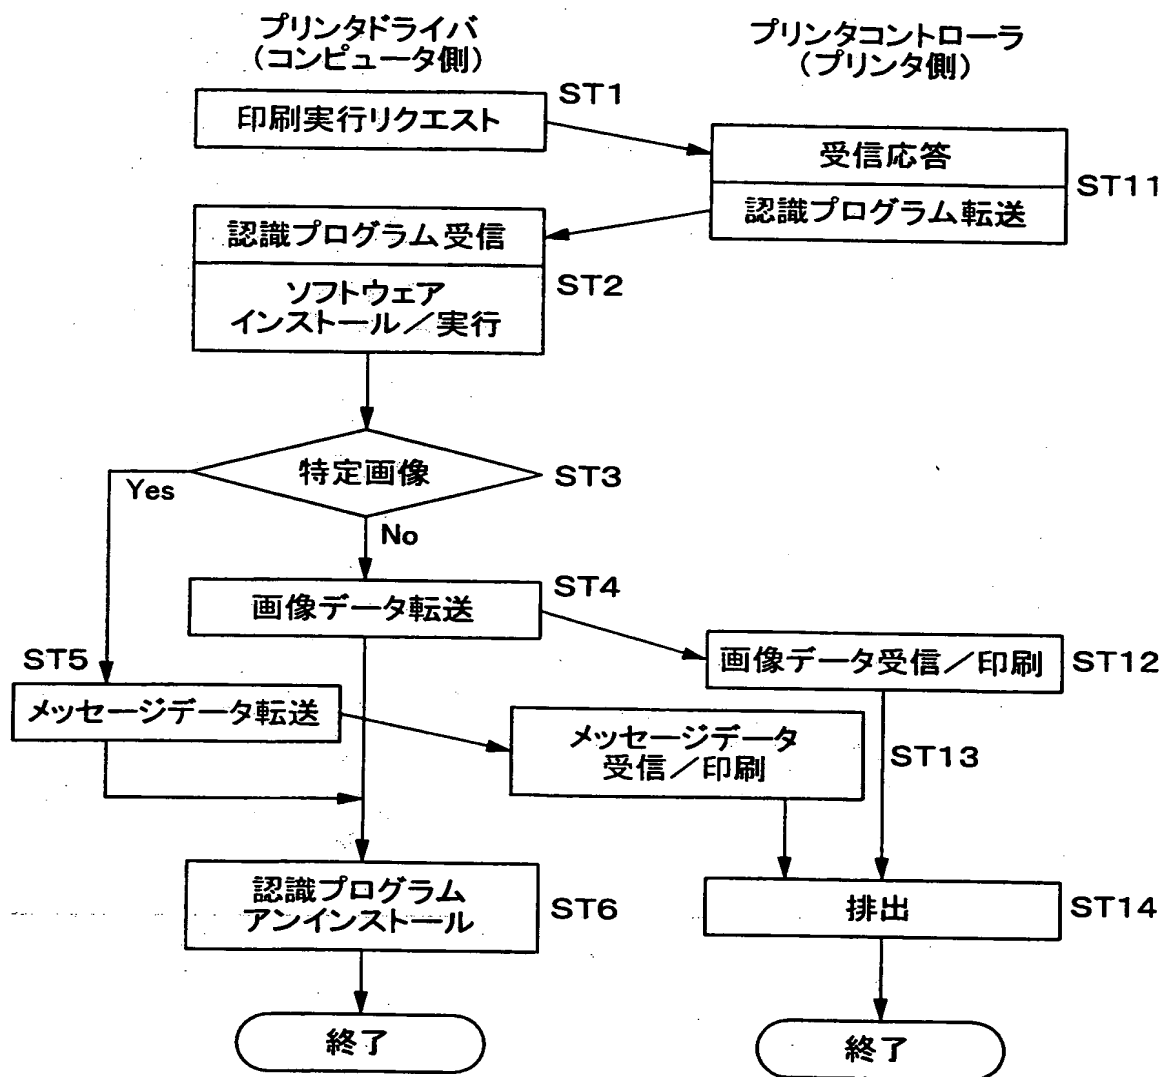 プリンタドライバ
(コンピュータ側)
プリンタコントローラ
(プリンタ側)
ST1
印刷実行リクエスト
受信応答
ST11
認識プログラム転送
認識プログラム受信
ST2
ソフトウェア
インストール/実行
特定画像
ST3
Yes
No
ST4
画像データ転送
画像データ受信/印刷
ST12
ST5
メッセージデータ転送
メッセージデータ
受信/印刷
ST13
認識プログラム
アンインストール
ST6
排出
ST14
終了
終了